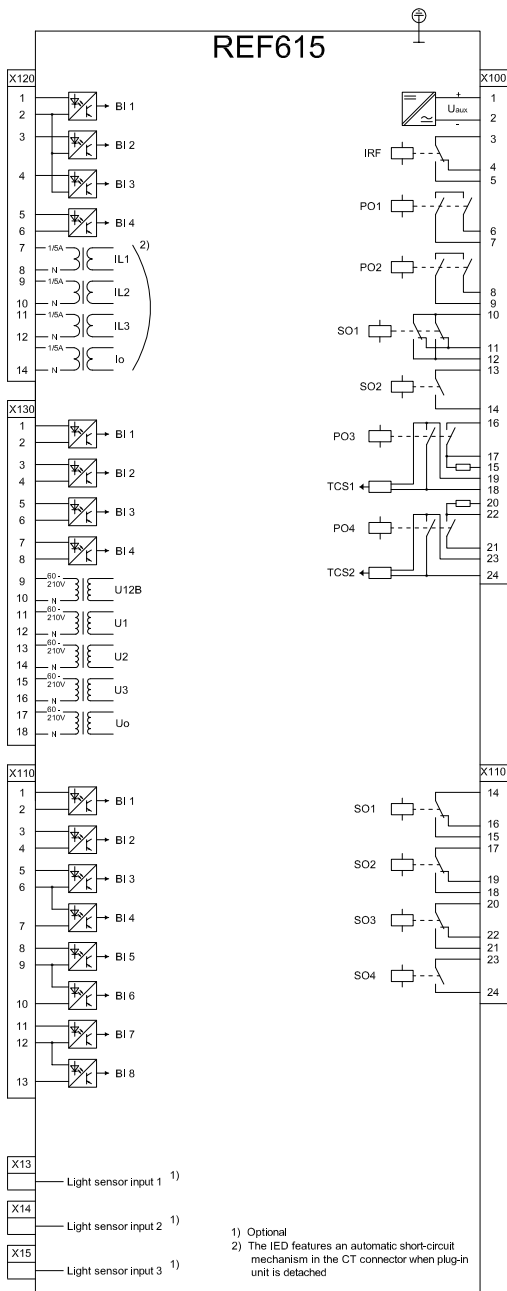 REF615
X120
1
2
BI 1
3
BI 2
4
BI 3
5
6
BI 4
7
1/5A
2)
8
N
IL1
9
1/5A
10
N
IL2
11
1/5A
12
N
IL3
1/5A
14
N
Io
X130
1
2
BI 1
3
4
BI 2
5
6
BI 3
7
8
BI 4
9
60 -
210V
10
N
U12B
11
60 -
210V
12
N
U1
13
60 -
210V
14
N
U2
15
60 -
210V
16
N
U3
17
60 -
210V
18
N
Uo
X110
1
2
BI 1
3
4
BI 2
5
6
BI 3
7
BI 4
8
9
BI 5
10
BI 6
11
12
BI 7
13
BI 8
X13
Light sensor input 1 1)
X14
Light sensor input 2 1)
X15
Light sensor input 3 1)
X100
+
Uaux
-
1
2
IRF
3
4
5
PO1
6
7
PO2
8
9
SO1
10
11
12
SO2
13
14
PO3
16
17
15
19
TCS1
18
20
22
PO4
21
23
TCS2
24
X110
14
SO1
16
15
17
SO2
19
18
20
SO3
22
21
23
SO4
24
1) Optional
2) The IED features an automatic short-circuit
mechanism in the CT connector when plug-in
unit is detached